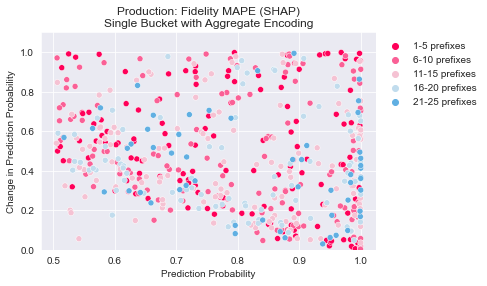 Production: Fidelity MAPE (SHAP)
Single Bucket with Aggregate Encoding
Change in Prediction Probability
1.0
0.8
0.6
0.4
0.2
0.0
0.5 0.6 0.7 0.8 0.9 1.0
Prediction Probability
1-5 prefixes
6-10 prefixes
11-15 prefixes
16-20 prefixes
21-25 prefixes